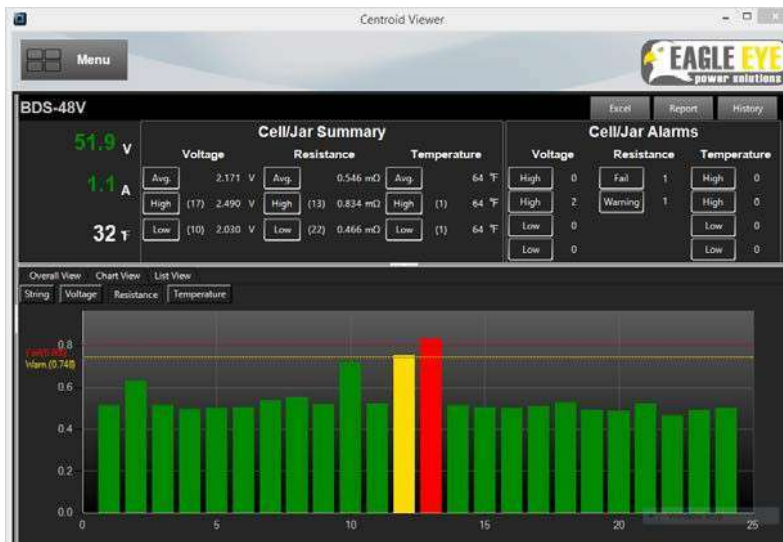 Centroid Viewer
Menu
EAGLE EYE
power solutions
BDS-48V
Excel Report History
51.9 V
1.1 A
32 °F
Cell/Jar Summary
Voltage Resistance Temperature
Avg. 2.171 V Avg. 0.546 mΩ Avg. 64 °F
High (17) 2.490 V High (13) 0.834 mΩ High (1) 64 °F
Low (10) 2.030 V Low (22) 0.466 mΩ Low (1) 64 °F
Cell/Jar Alarms
Voltage Resistance Temperature
High 0 Fail 1 High 0
High 2 Warning 1 High 0
Low 0 Low 0
Low 0 Low 0
Overall View Chart View List View
String Voltage Resistance Temperature
0.8
Warn (0.748)
0.6
0.4
0.2
0.0
0 5 10 15 20 25